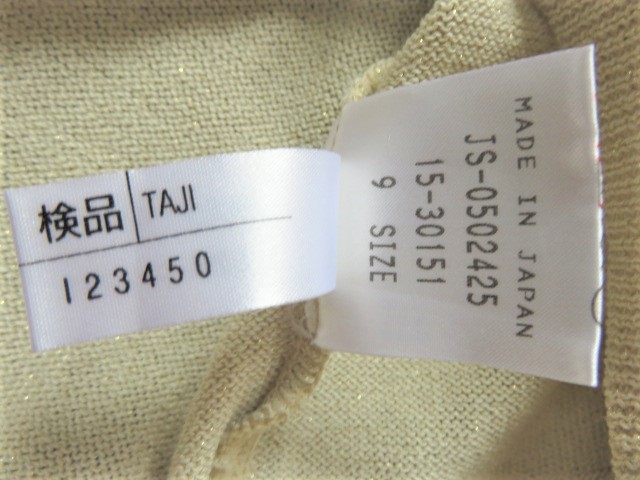 検品 TAJI
123450
MADE IN JAPAN
JS-0502425
15-30151
9 SIZE